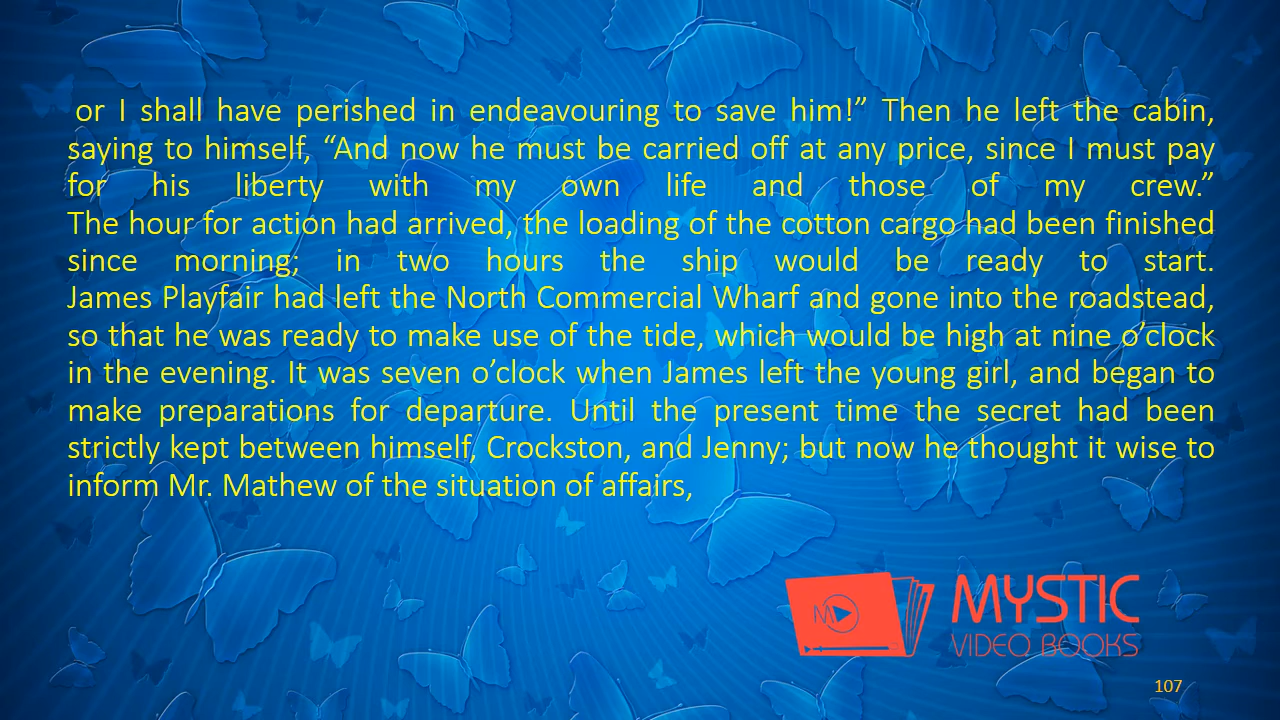 or I shall have perished in endeavouring to save him!” Then he left the cabin,
saying to himself, “And now he must be carried off at any price, since I must pay
for his liberty with my own life and those of my crew.”
The hour for action had arrived, the loading of the cotton cargo had been finished
since morning; in two hours the ship would be ready to start.
James Playfair had left the North Commercial Wharf and gone into the roadstead,
so that he was ready to make use of the tide, which would be high at nine o’clock
in the evening. It was seven o’clock when James left the young girl, and began to
make preparations for departure. Until the present time the secret had been
strictly kept between himself, Crockston, and Jenny; but now he thought it wise to
inform Mr. Mathew of the situation of affairs,
M
MYSTIC
VIDEO BOOKS
107